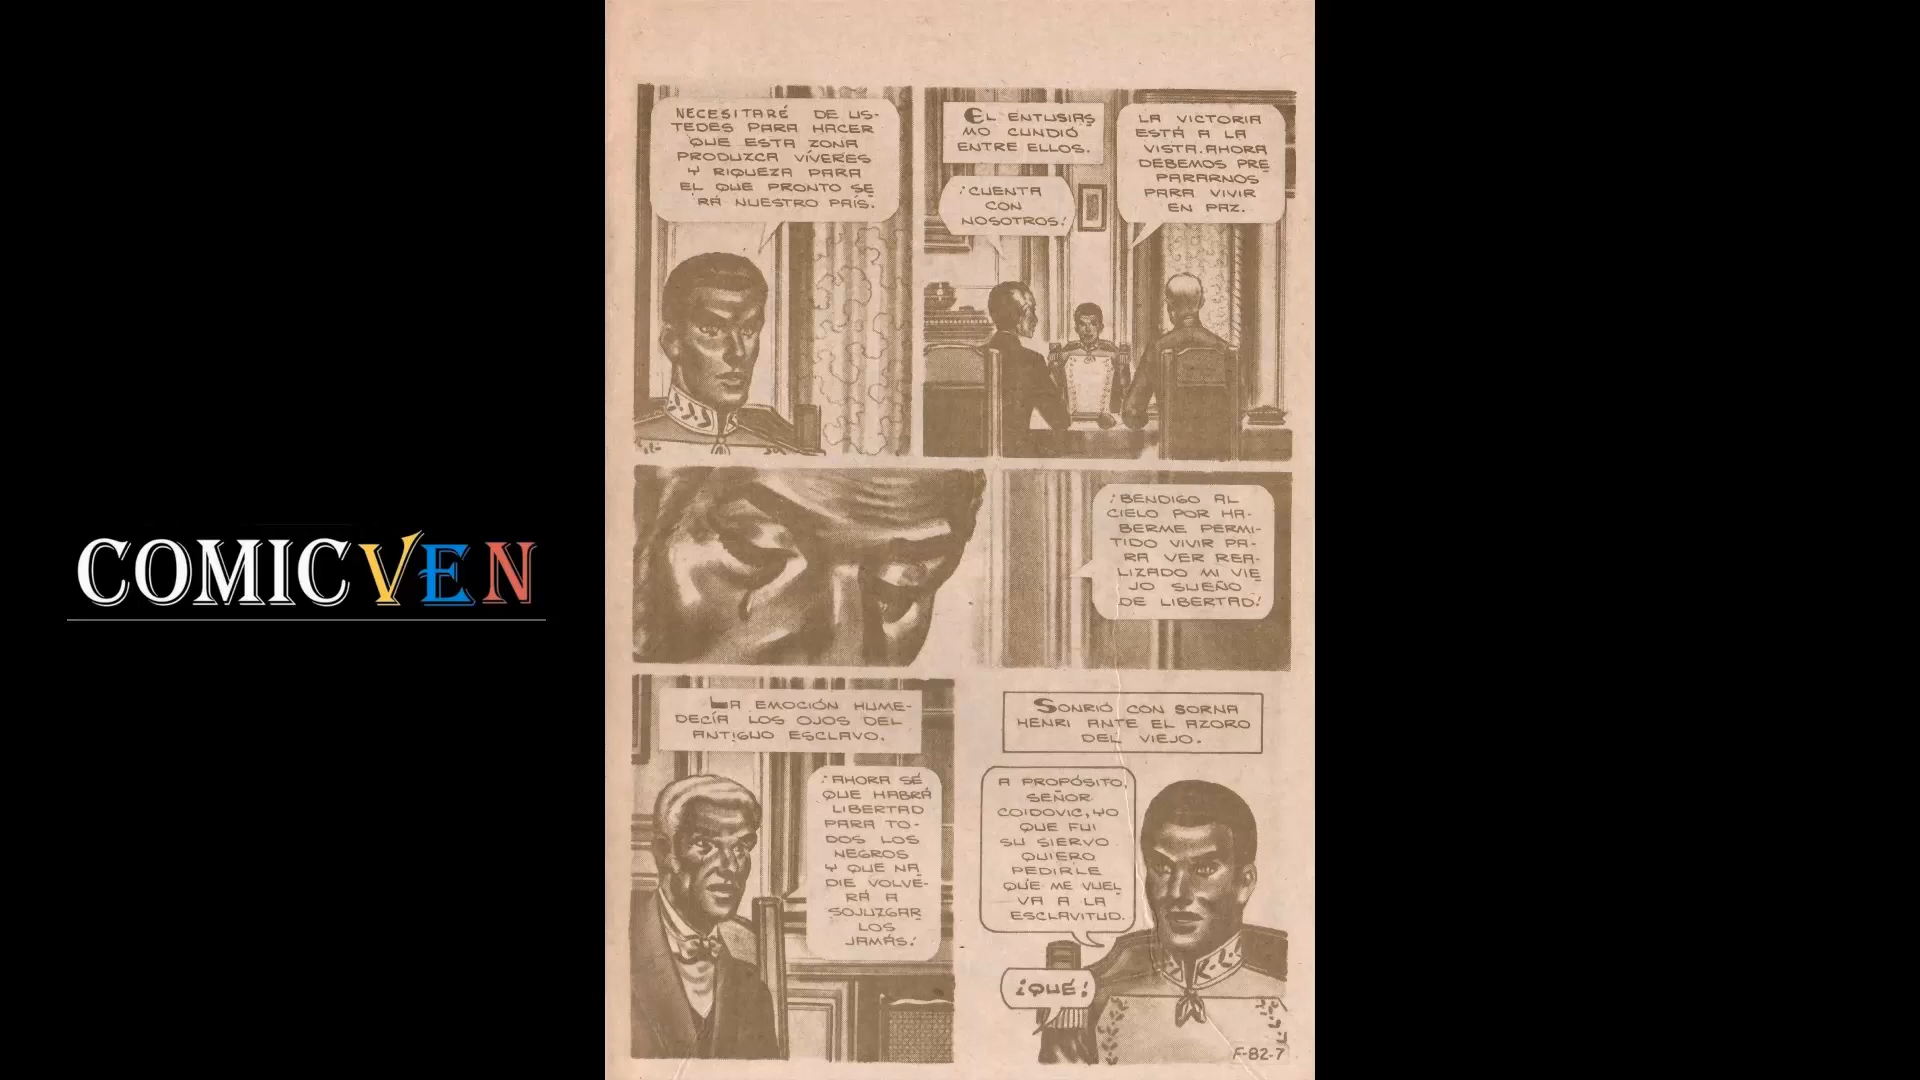 COMICVEN
NECESITARÉ DE US-
TEDES PARA HACER
QUE ESTA ZONA
PRODUZCA VÍVERES
Y RIQUEZA PARA
EL QUE PRONTO SE
RÁ NUESTRO PAÍS.
EL ENTUSIAS
MO CUNDIÓ
ENTRE ELLOS.
¡CUENTA
CON
NOSOTROS!
LA VICTORIA
ESTÁ A LA
VISTA. AHORA
DEBEMOS PRE
PARARNOS
PARA VIVIR
EN PAZ.
¡BENDIGO AL
CIELO POR HA-
BERME PERMI-
TIDO VIVIR PA-
RA VER REA-
LIZADO MI VIE
JO SUEÑO
DE LIBERTAD!
LA EMOCIÓN HUME-
DECÍA LOS OJOS DEL
ANTIGUO ESCLAVO.
¡AHORA SÉ
QUE HABRÁ
LIBERTAD
PARA TO-
DOS LOS
NEGROS
Y QUE NA
DIE VOLVE-
RÁ A
SOJUZGAR
LOS
JAMÁS!
SONRIÓ CON SORNA
HENRI ANTE EL AZORO
DEL VIEJO.
A PROPÓSITO,
SEÑOR
COIDOVIC, YO
QUE FUI
SU SIERVO
QUIERO
PEDIRLE
QUE ME VUEL
VA A LA
ESCLAVITUD.
¿QUÉ!
F-82-7